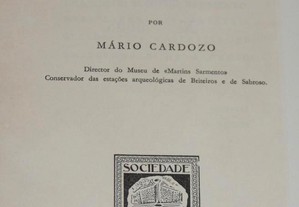 POR
MÁRIO CARDOZO
Director do Museu de «Martins Sarmento»
Conservador das estações arqueológicas de Briteiros e de Sabroso.
SOCIEDADE